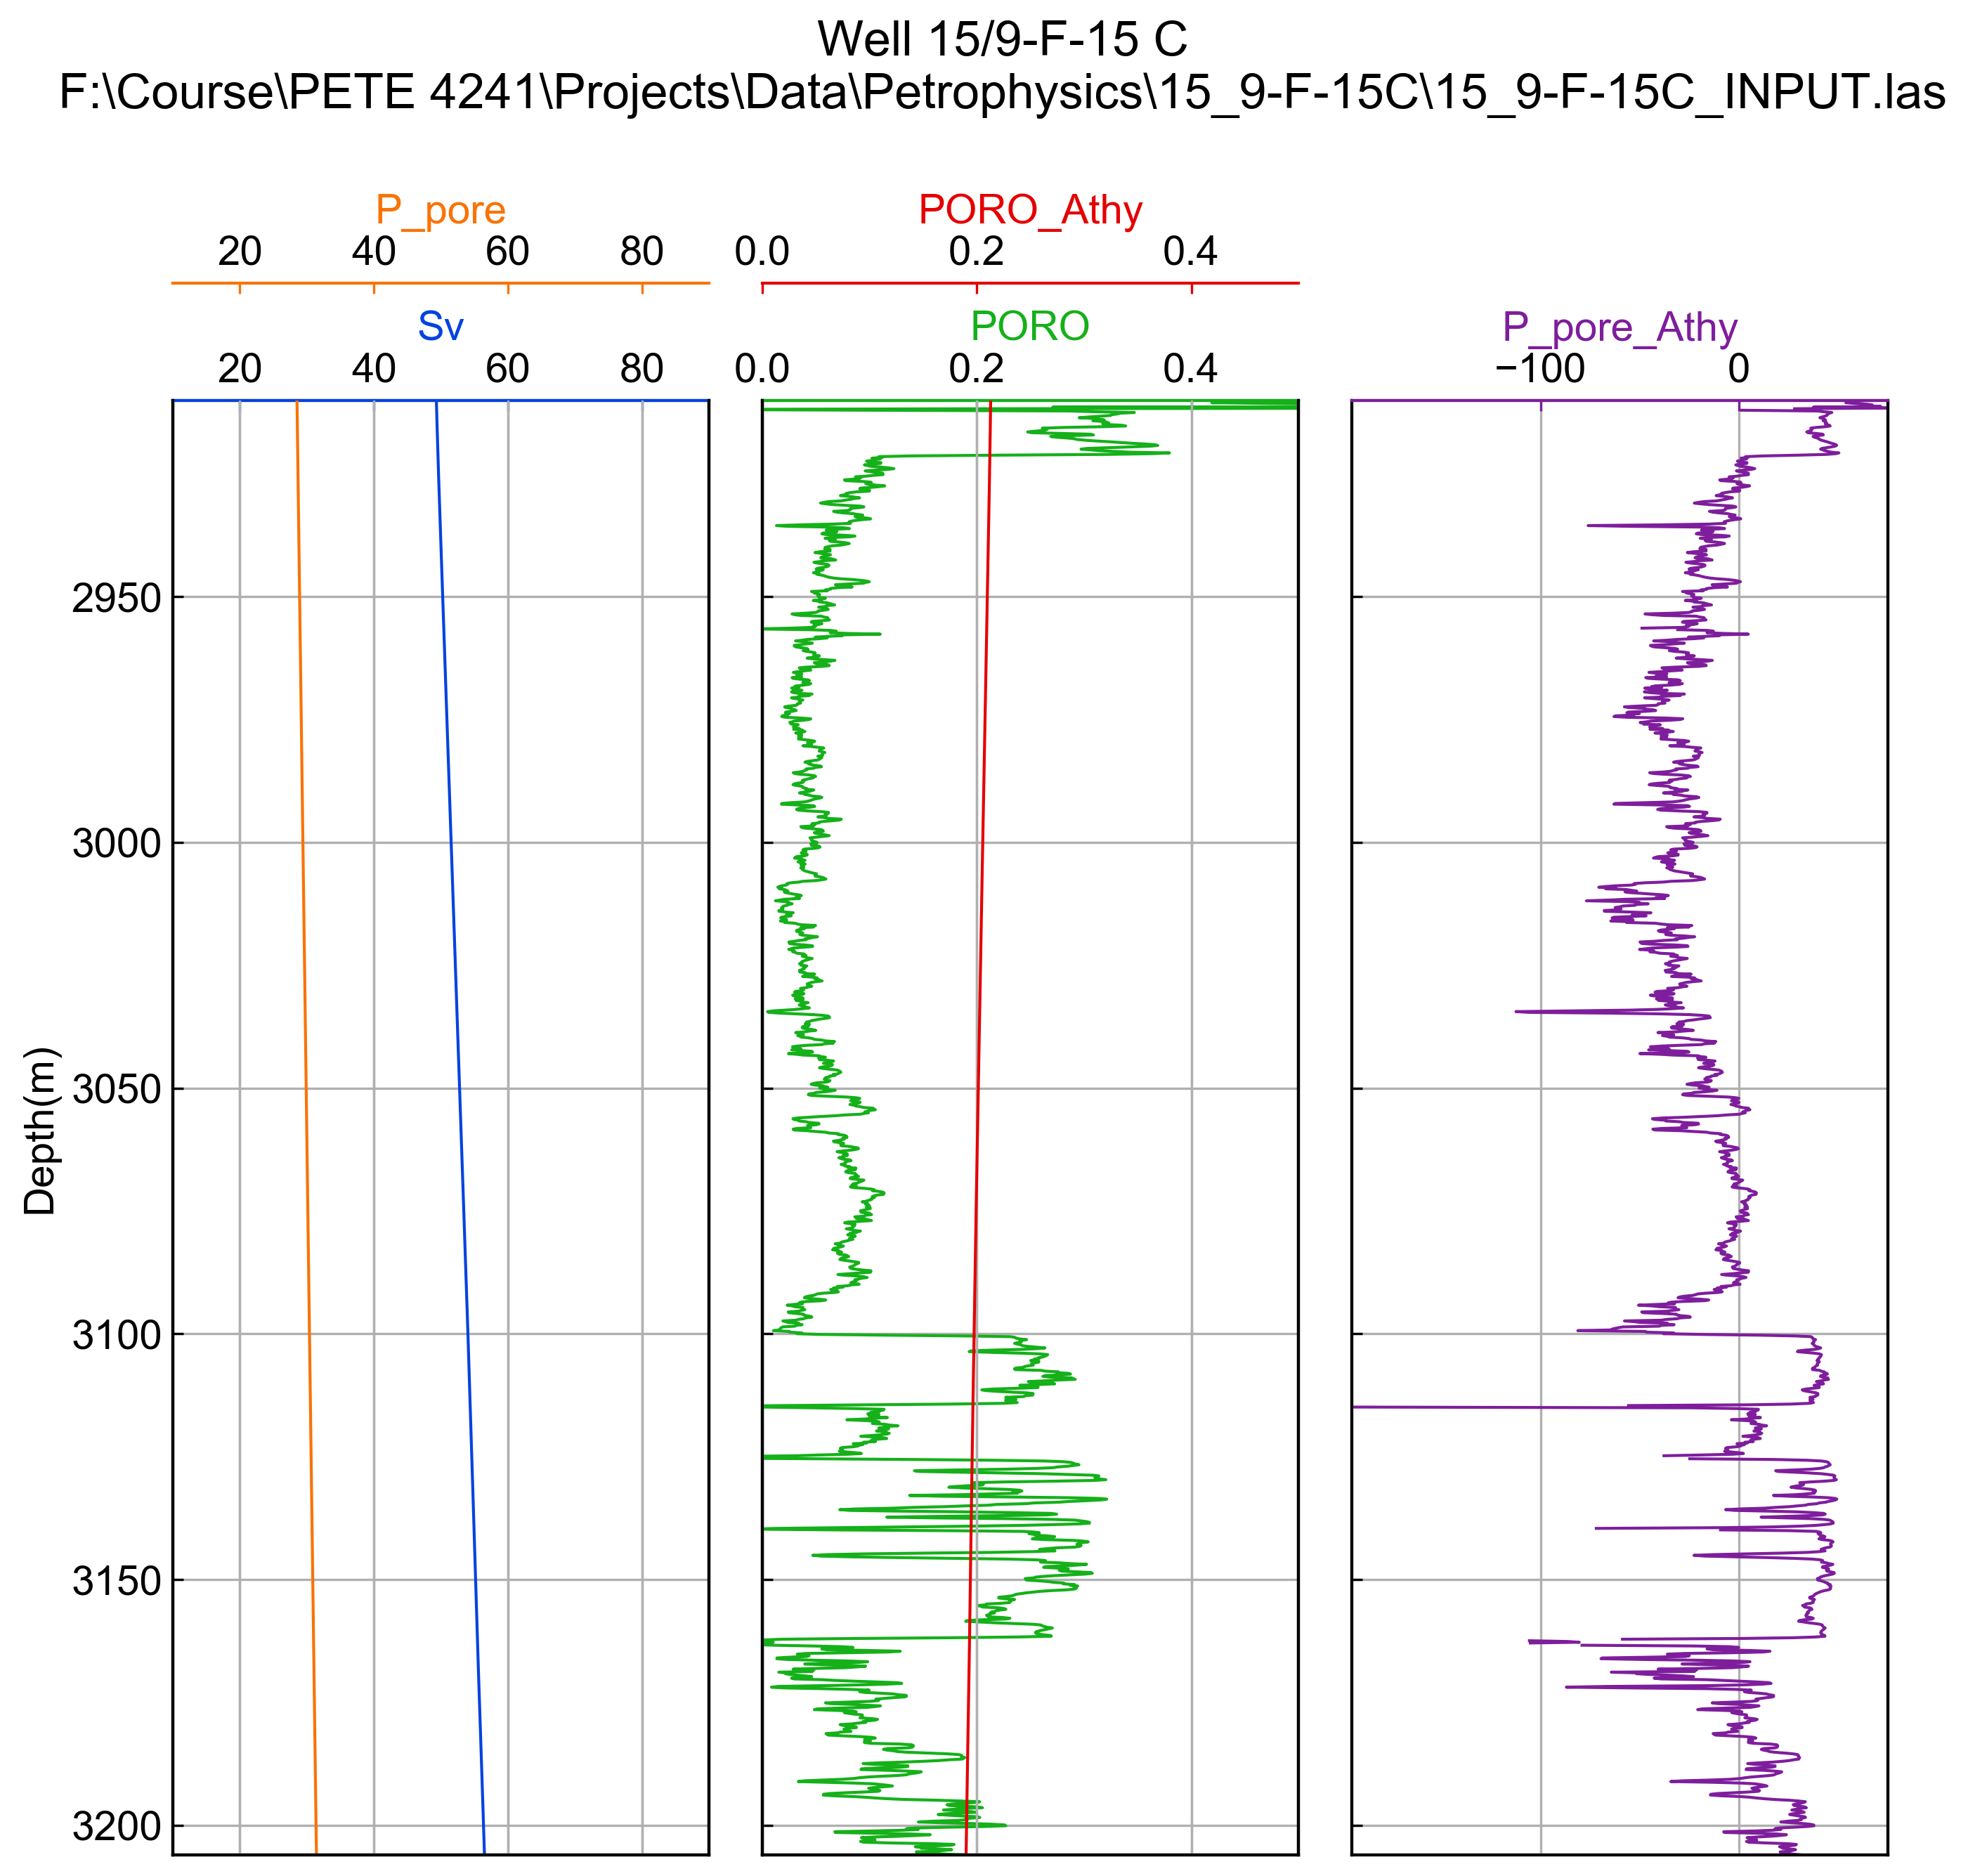 Well 15/9-F-15 C
F:\Course\PETE 4241\Projects\Data\Petrophysics\15_9-F-15C\15_9-F-15C_INPUT.las
P_pore
20 40 60 80
Sv
20 40 60 80
PORO_Athy
0.0 0.2 0.4
PORO
0.0 0.2 0.4
P_pore_Athy
−100 0
Depth(m)
2950
3000
3050
3100
3150
3200